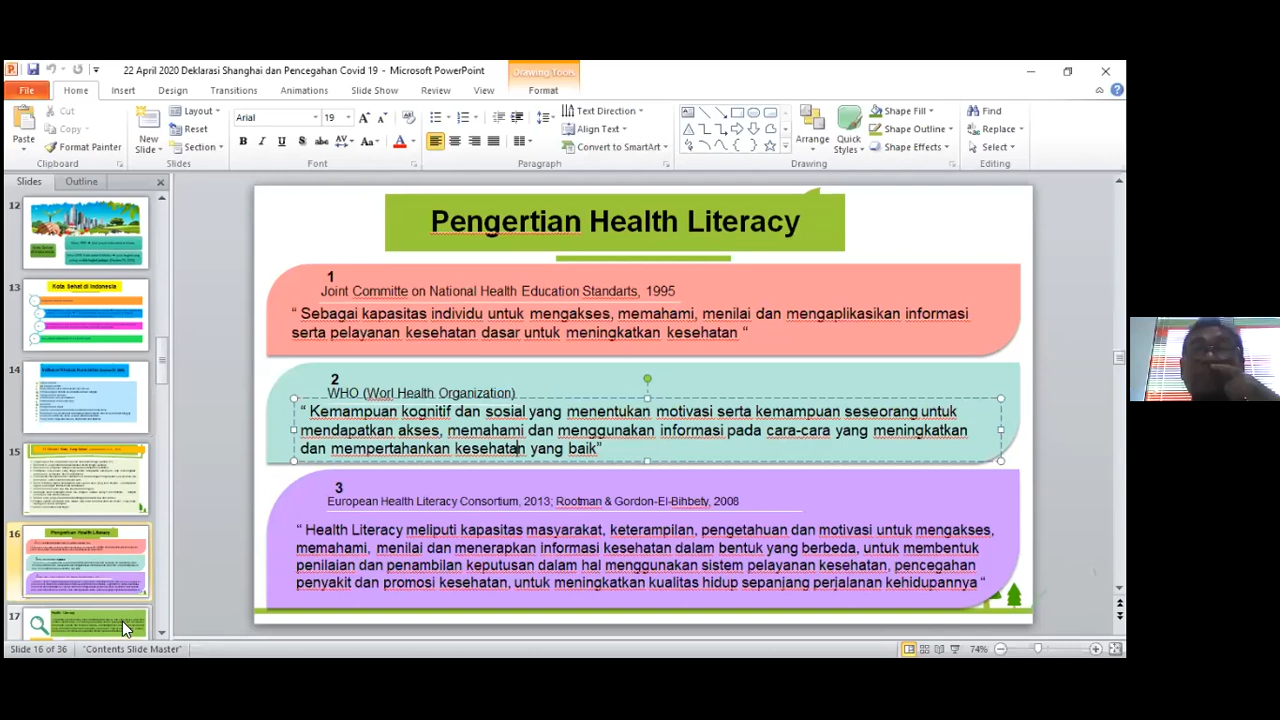 22 April 2020 Deklarasi Shanghai dan Pencegahan Covid 19 - Microsoft PowerPoint
Drawing Tools
File Home Insert Design Transitions Animations Slide Show Review View Format
Cut
Copy
Format Painter
Paste
Clipboard
New
Slide
Layout
Reset
Section
Slides
Arial 19
Font
Text Direction
Align Text
Convert to SmartArt
Paragraph
Arrange
Quick
Styles
Shape Fill
Shape Outline
Shape Effects
Drawing
Find
Replace
Select
Editing
Slides Outline
12
13
Kota Sehat di Indonesia
14
15
16
Pengertian Health Literacy
17
Health Literacy
Pengertian Health Literacy
1
Joint Committe on National Health Education Standarts, 1995
“ Sebagai kapasitas individu untuk mengakses, memahami, menilai dan mengaplikasikan informasi
serta pelayanan kesehatan dasar untuk meningkatkan kesehatan “
2
WHO (Worl Health Organization)
“ Kemampuan kognitif dan sosial yang menentukan motivasi serta kemampuan seseorang untuk
mendapatkan akses, memahami dan menggunakan informasi pada cara-cara yang meningkatkan
dan mempertahankan kesehatan yang baik”
3
European Health Literacy Consortium, 2013; Rootman & Gordon-El-Bihbety, 2008
“ Health Literacy meliputi kapasitas masyarakat, keterampilan, pengetahuan dan motivasi untuk mengakses,
memahami, menilai dan menerapkan informasi kesehatan dalam bentuk yang berbeda, untuk membentuk
penilaian dan penambilan keputusan dalam hal menggunakan sistem pelayanan kesehatan, pencegahan
penyakit dan promosi kesehatan untuk meningkatkan kualitas hidup sepanjang perjalanan kehidupannya “
Slide 16 of 36
"Contents Slide Master"
74%